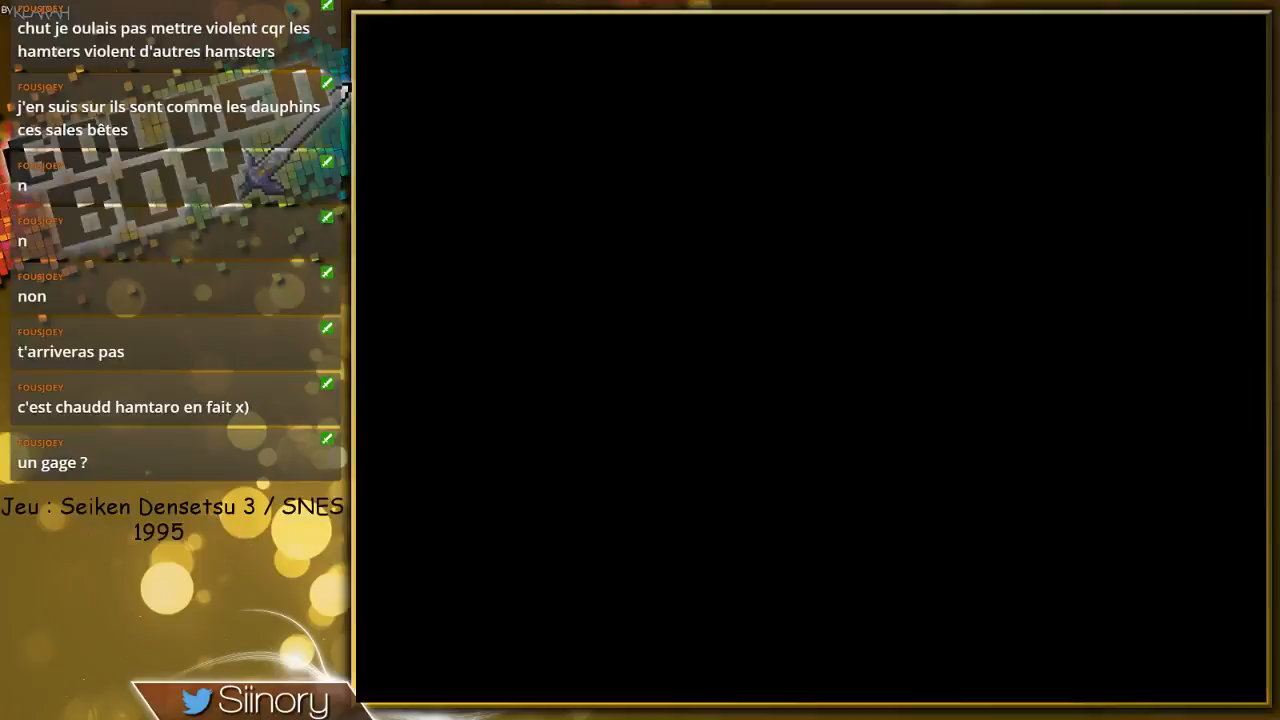 BY KEARAH
FOUSJOEY
chut je oulais pas mettre violent cqr les
hamters violent d'autres hamsters
FOUSJOEY
j'en suis sur ils sont comme les dauphins
ces sales bêtes
FOUSJOEY
n
FOUSJOEY
n
FOUSJOEY
non
FOUSJOEY
t'arriveras pas
FOUSJOEY
c'est chaudd hamtaro en fait x)
FOUSJOEY
un gage ?
Jeu : Seiken Densetsu 3 / SNES
1995
Siinory